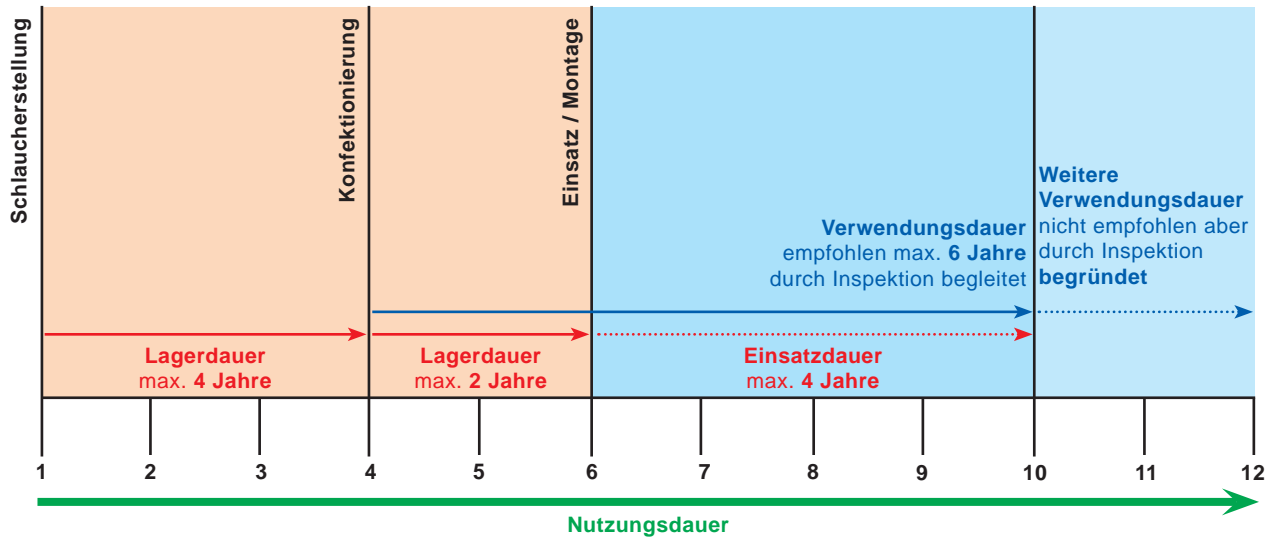 Schlaucherstellung
Konfektionierung
Einsatz / Montage
Verwendungsdauer
empfohlen max. 6 Jahre
durch Inspektion begleitet
Weitere
Verwendungsdauer
nicht empfohlen aber
durch Inspektion
begründet
Lagerdauer
max. 4 Jahre
Lagerdauer
max. 2 Jahre
Einsatzdauer
max. 4 Jahre
1 2 3 4 5 6 7 8 9 10 11 12
Nutzungsdauer